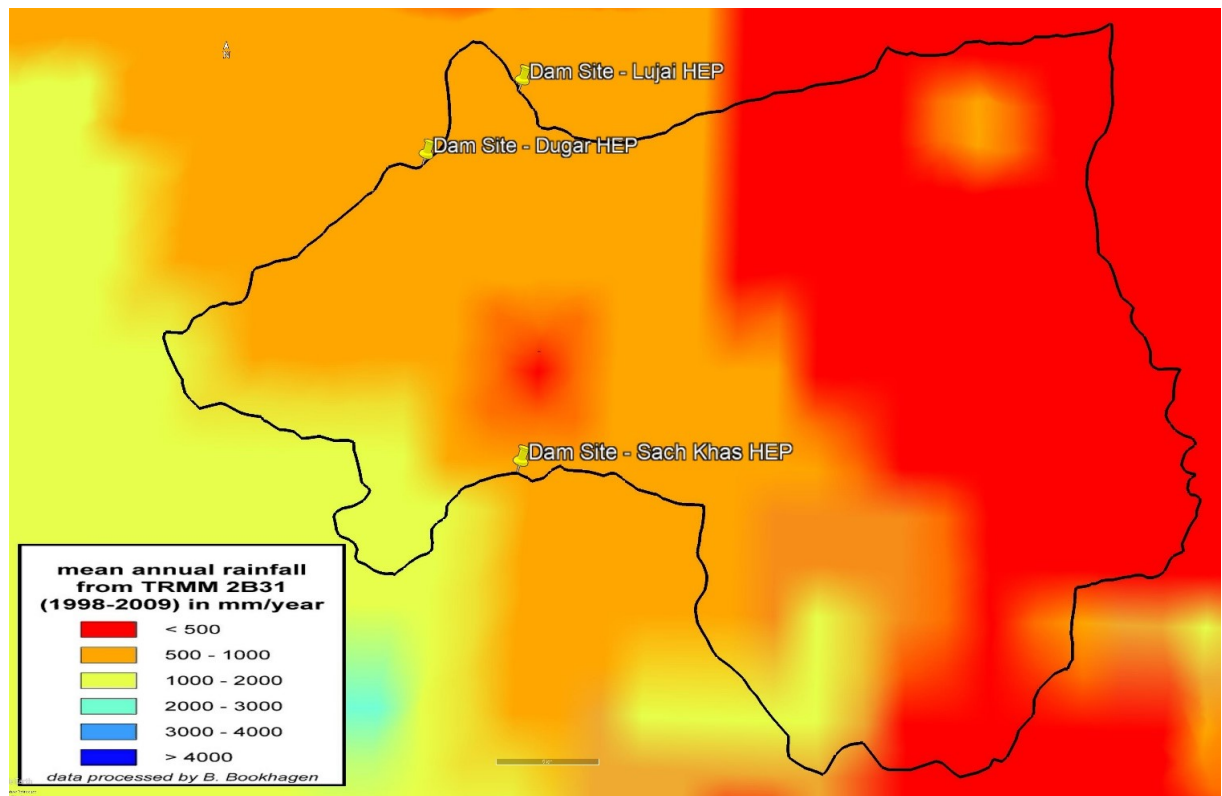 Dam Site - Lujai HEP
Dam Site - Dugar HEP
Dam Site - Sach Khas HEP
mean annual rainfall
from TRMM 2B31
(1998-2009) in mm/year
< 500
500 - 1000
1000 - 2000
2000 - 3000
3000 - 4000
> 4000
data processed by B. Bookhagen